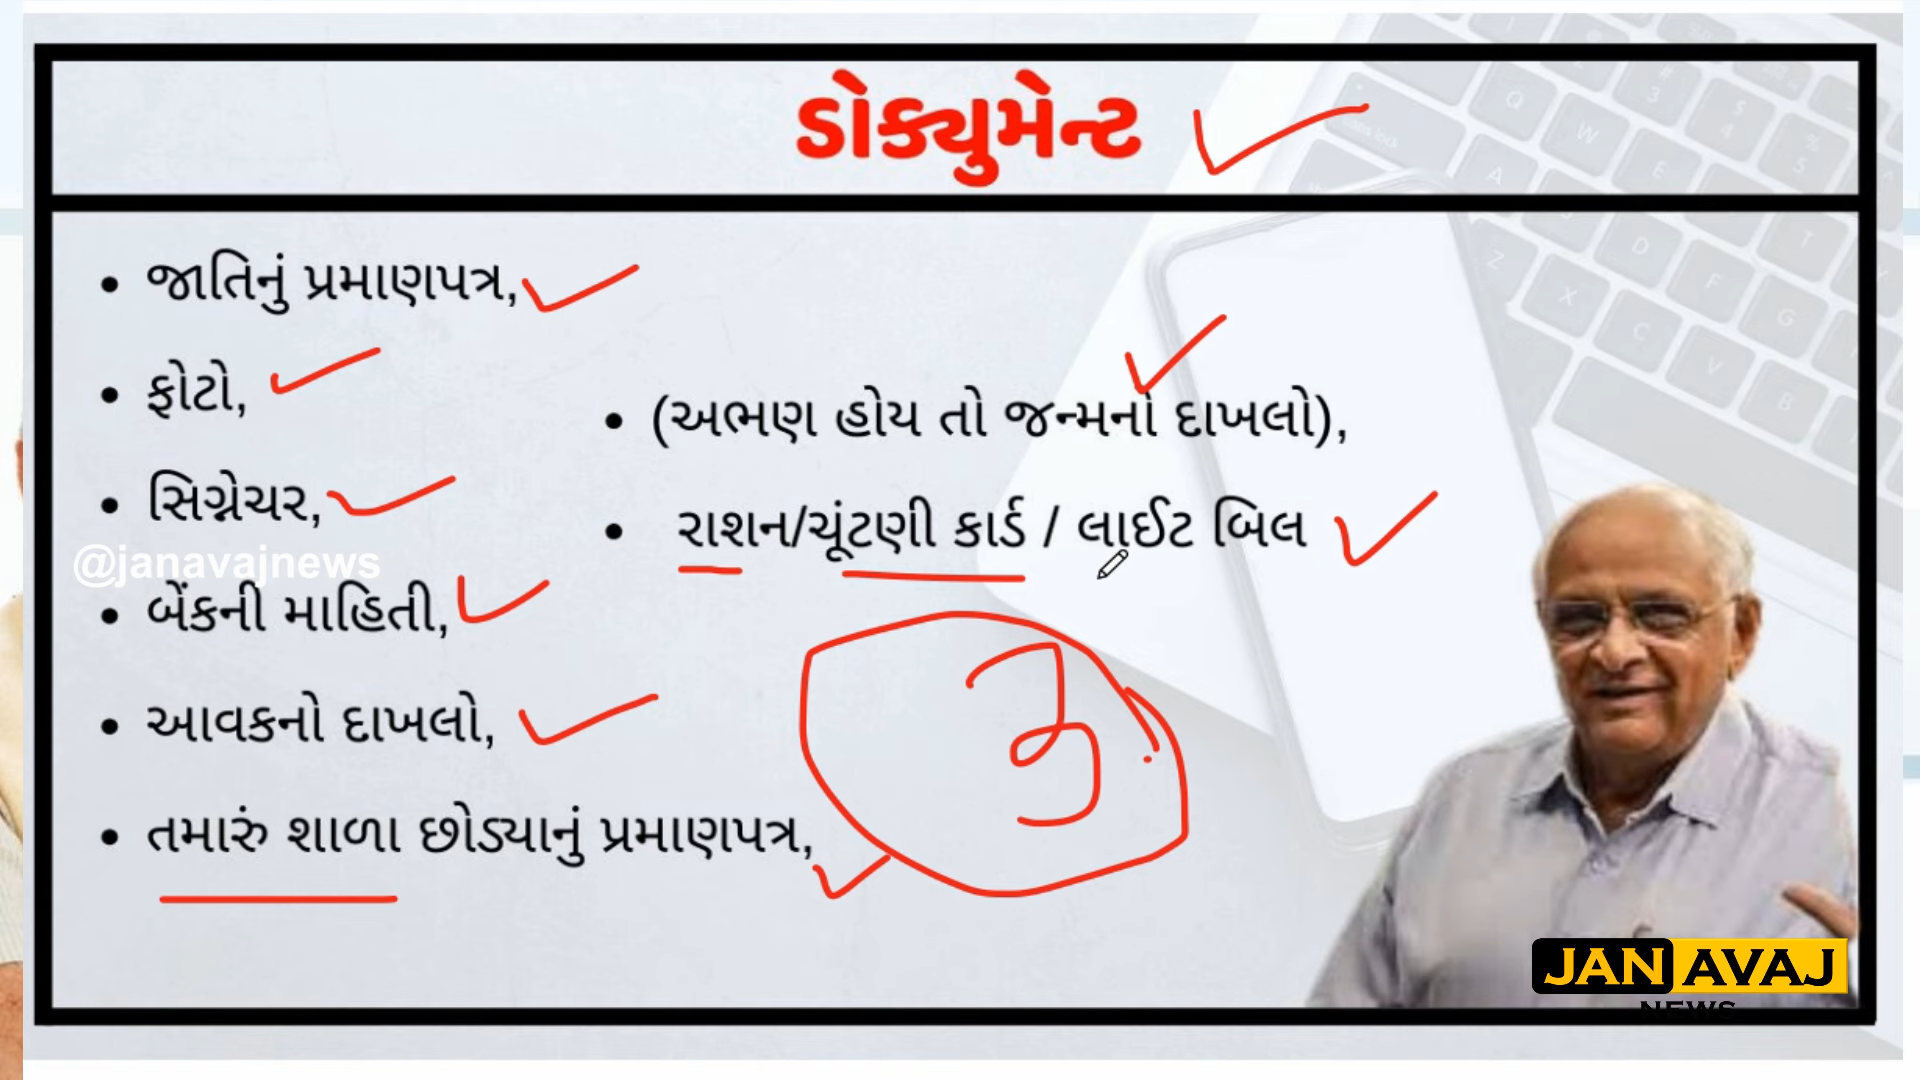 ડોક્યુમેન્ટ
• જાતિનું પ્રમાણપત્ર,
• ફોટો,
• સિગ્નેચર,
@janavajnews
• બેંકની માહિતી,
• આવકનો દાખલો,
• તમારું શાળા છોડ્યાનું પ્રમાણપત્ર,
• (અભણ હોય તો જન્મનો દાખલો),
• રાશન/ચૂંટણી કાર્ડ / લાઈટ બિલ
3
JAN AVAJ
NEWS